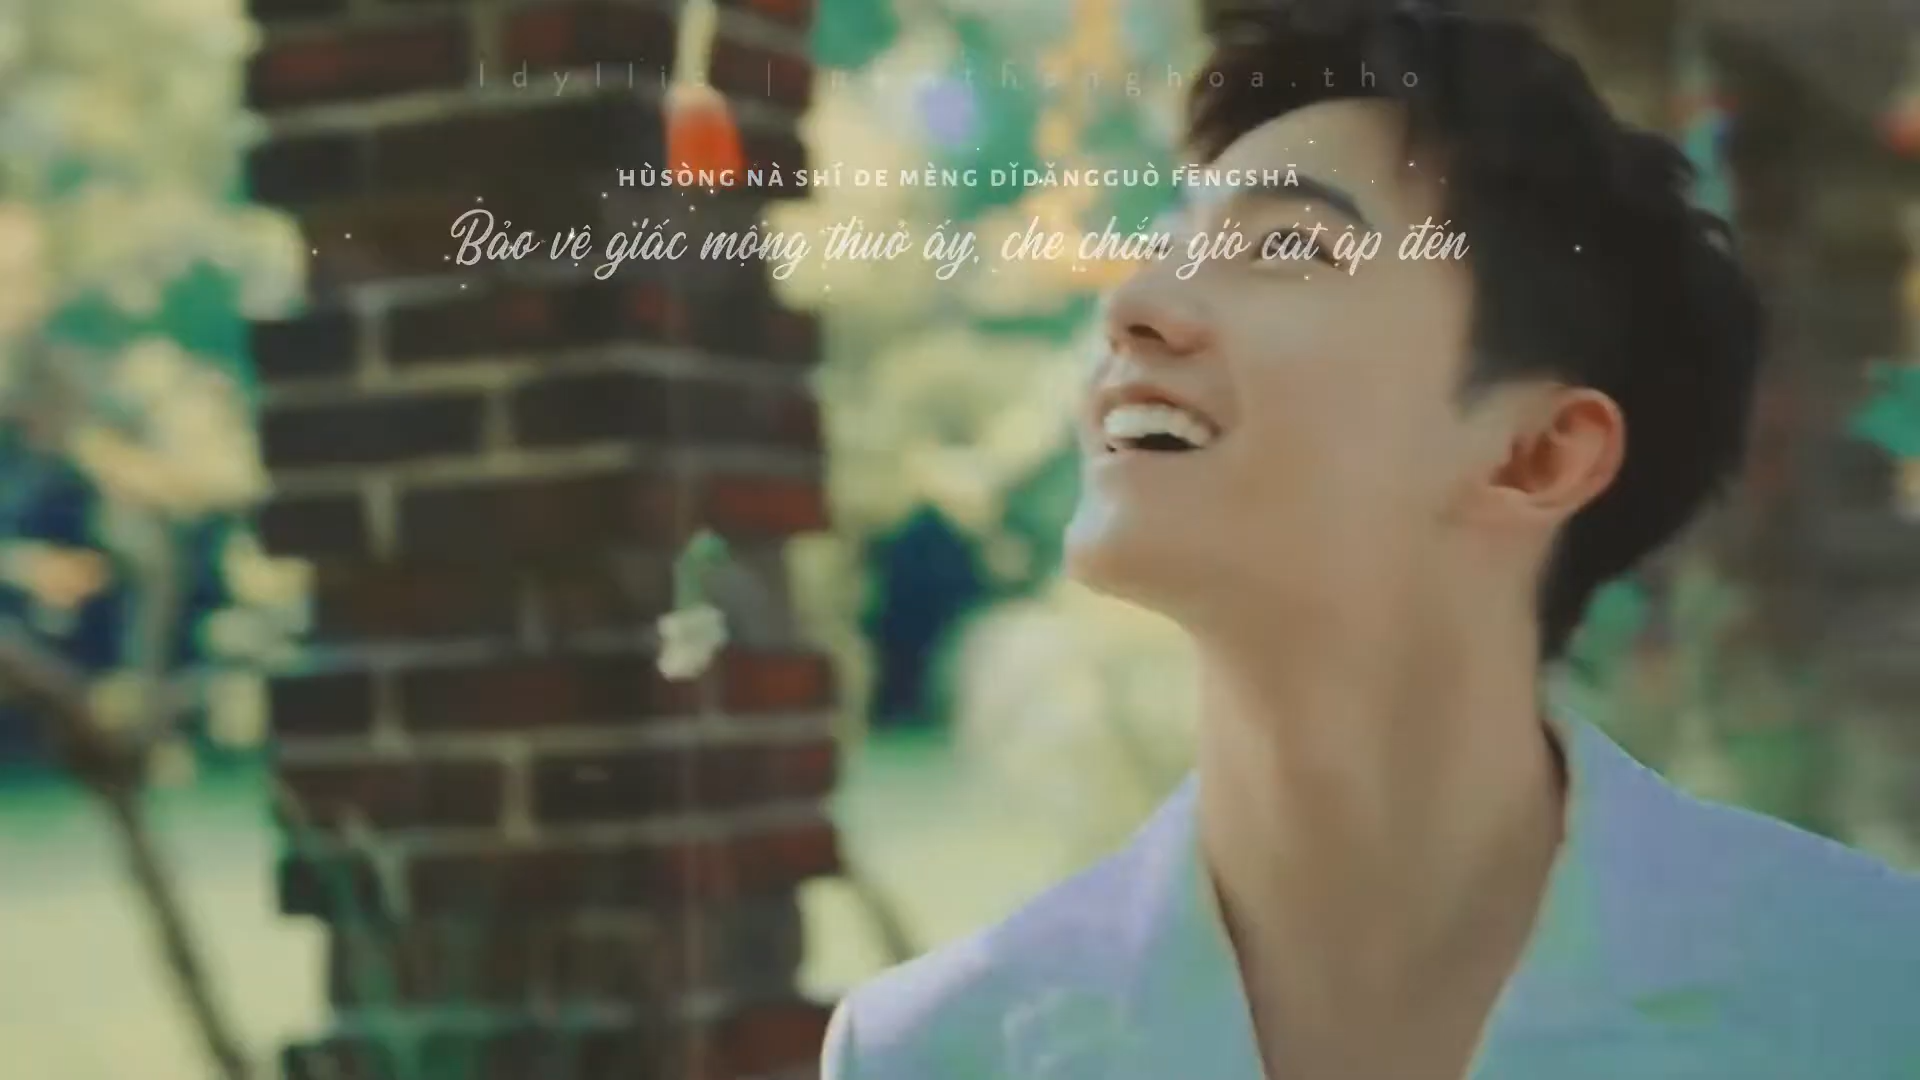 Idyllic |
HÙSÒNG NÀ SHÍ DE MÈNG DǏDǍNGGUÒ FĒNGSHĀ
Bảo vệ giấc mộng thuở ấy, che chắn gió cát ập đến